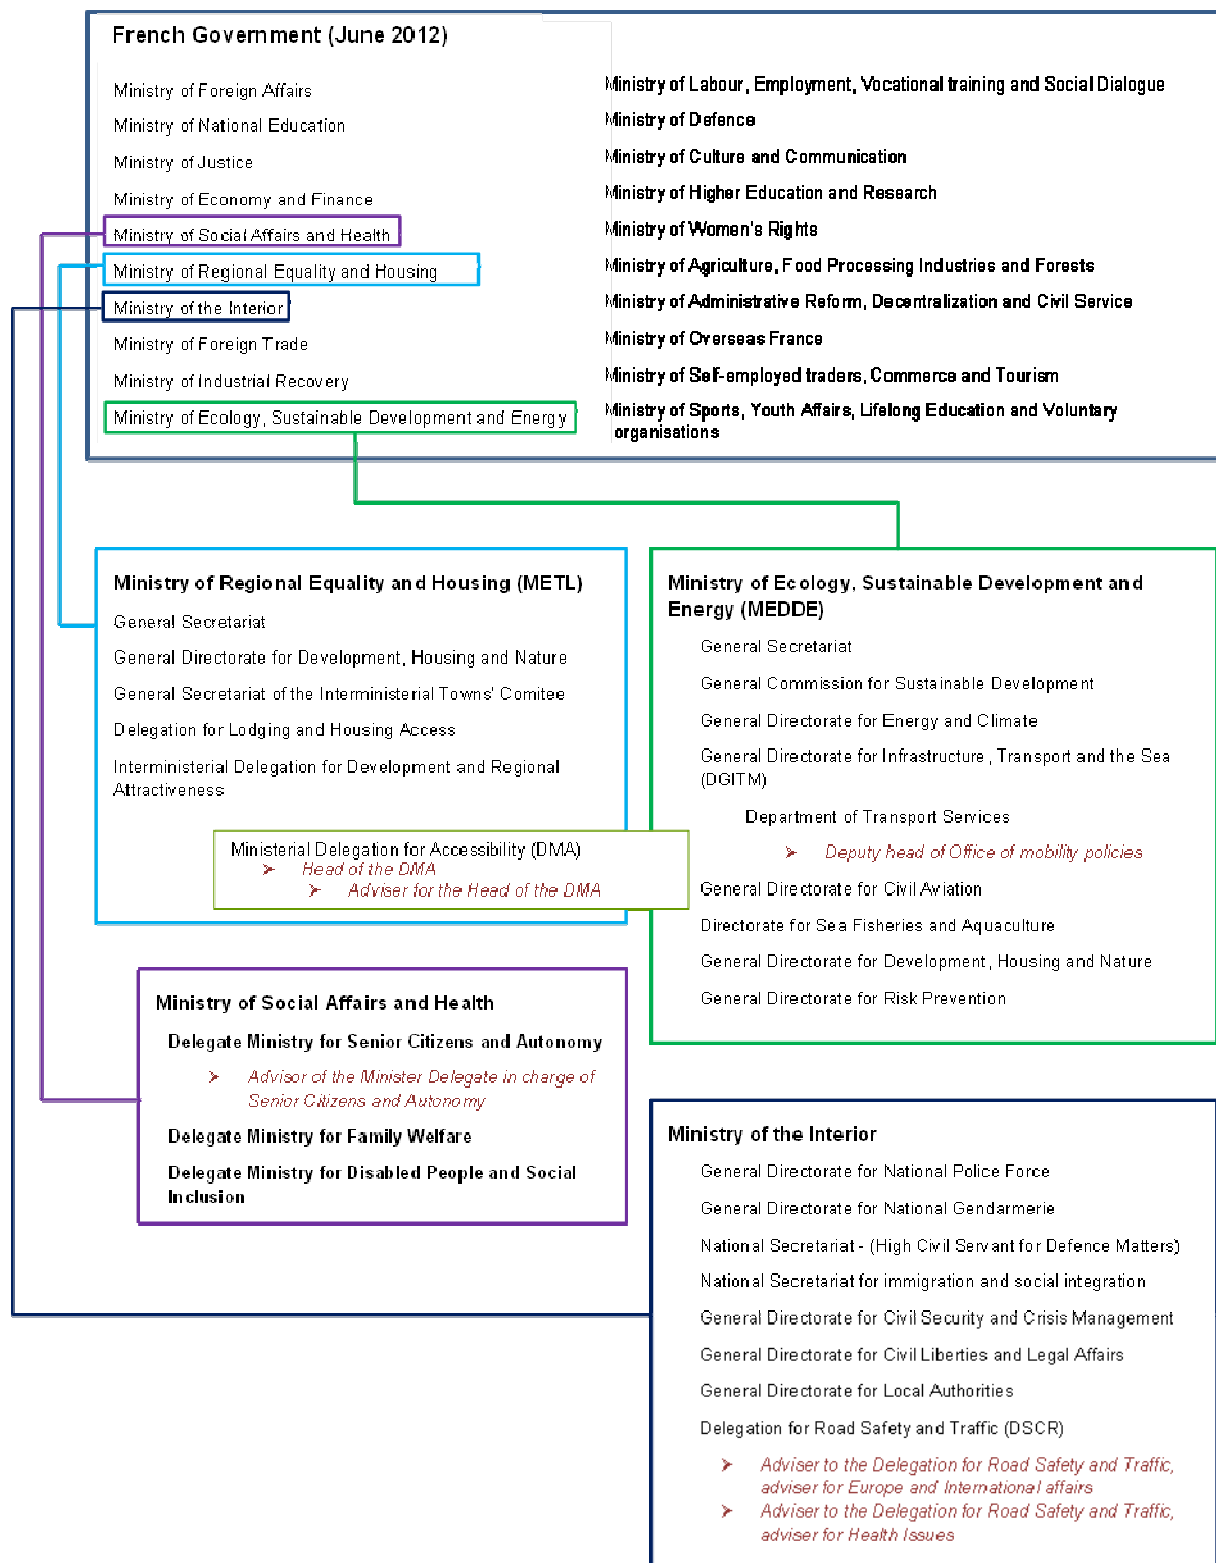 French Government (June 2012)
Ministry of Foreign Affairs
Ministry of National Education
Ministry of Justice
Ministry of Economy and Finance
Ministry of Social Affairs and Health
Ministry of Regional Equality and Housing
Ministry of the Interior
Ministry of Foreign Trade
Ministry of Industrial Recovery
Ministry of Ecology, Sustainable Development and Energy
Ministry of Labour, Employment, Vocational training and Social Dialogue
Ministry of Defence
Ministry of Culture and Communication
Ministry of Higher Education and Research
Ministry of Women's Rights
Ministry of Agriculture, Food Processing Industries and Forests
Ministry of Administrative Reform, Decentralization and Civil Service
Ministry of Overseas France
Ministry of Self-employed traders, Commerce and Tourism
Ministry of Sports, Youth Affairs, Lifelong Education and Voluntary
organisations
Ministry of Regional Equality and Housing (METL)
General Secretariat
General Directorate for Development, Housing and Nature
General Secretariat of the Interministerial Towns' Comitee
Delegation for Lodging and Housing Access
Interministerial Delegation for Development and Regional
Attractiveness
Ministerial Delegation for Accessibility (DMA)
➢ Head of the DMA
➢ Adviser for the Head of the DMA
Ministry of Ecology, Sustainable Development and
Energy (MEDDE)
General Secretariat
General Commission for Sustainable Development
General Directorate for Energy and Climate
General Directorate for Infrastructure, Transport and the Sea
(DGITM)
Department of Transport Services
➢ Deputy head of Office of mobility policies
General Directorate for Civil Aviation
Directorate for Sea Fisheries and Aquaculture
General Directorate for Development, Housing and Nature
General Directorate for Risk Prevention
Ministry of Social Affairs and Health
Delegate Ministry for Senior Citizens and Autonomy
➢ Advisor of the Minister Delegate in charge of
Senior Citizens and Autonomy
Delegate Ministry for Family Welfare
Delegate Ministry for Disabled People and Social
Inclusion
Ministry of the Interior
General Directorate for National Police Force
General Directorate for National Gendarmerie
National Secretariat - (High Civil Servant for Defence Matters)
National Secretariat for immigration and social integration
General Directorate for Civil Security and Crisis Management
General Directorate for Civil Liberties and Legal Affairs
General Directorate for Local Authorities
Delegation for Road Safety and Traffic (DSCR)
➢ Adviser to the Delegation for Road Safety and Traffic,
adviser for Europe and International affairs
➢ Adviser to the Delegation for Road Safety and Traffic,
adviser for Health Issues